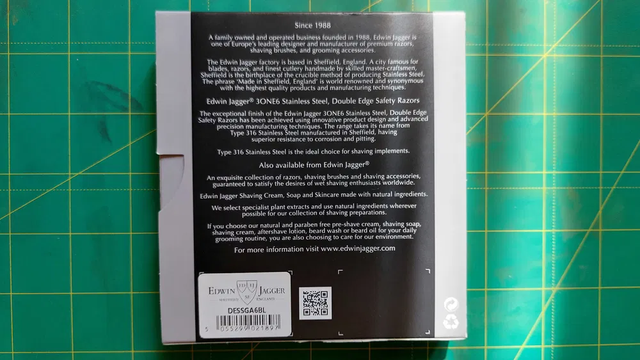 Since 1988
A family owned and operated business founded in 1988, Edwin Jagger is
one of Europe's leading designer and manufacturer of premium razors,
shaving brushes, and grooming accessories.
The Edwin Jagger factory is based in Sheffield, England. A city famous for
blades, razors, and finest cutlery handmade by skilled master-craftsmen,
Sheffield is the birthplace of the crucible method of producing Stainless Steel.
The phrase 'Made in Sheffield, England' is world renowned and synonymous
with the highest quality products and manufacturing techniques.
Edwin Jagger® 3ONE6 Stainless Steel, Double Edge Safety Razors
The exceptional finish of the Edwin Jagger 3ONE6 Stainless Steel, Double Edge
Safety Razors has been achieved using innovative product design and advanced
precision manufacturing techniques. The range takes its name from
Type 316 Stainless Steel manufactured in Sheffield, having
superior resistance to corrosion and pitting.
Type 316 Stainless Steel is the ideal choice for shaving implements.
Also available from Edwin Jagger®
An exquisite collection of razors, shaving brushes and shaving accessories,
guaranteed to satisfy the desires of wet shaving enthusiasts worldwide.
Edwin Jagger Shaving Cream, Soap and Skincare made with natural ingredients.
We select specialist plant extracts and use natural ingredients wherever
possible for our collection of shaving preparations.
If you choose our natural and paraben free pre-shave cream, shaving soap,
shaving cream, aftershave lotion, beard wash or beard oil for your daily
grooming routine, you are also choosing to care for our environment.
For more information visit www.edwinjagger.com
EDWIN JAGGER
SHEFFIELD ENGLAND
DESSGA6BL
5 055299 021897